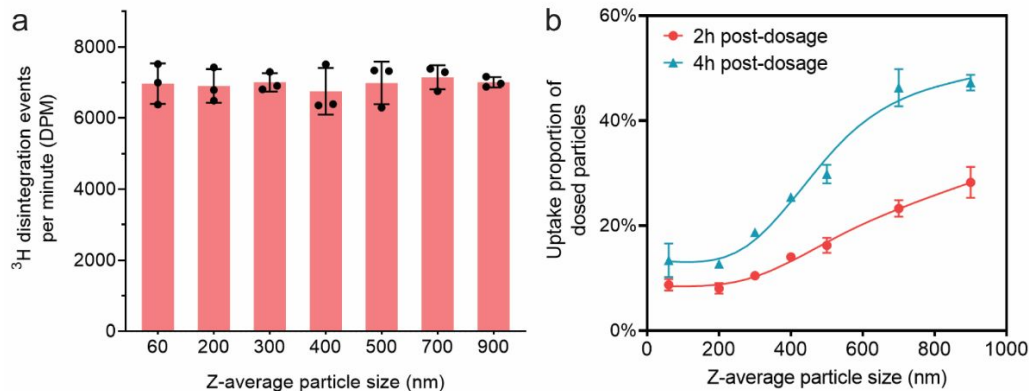 a
8000
6000
4000
2000
0
³H disintegration events
per minute (DPM)
60 200 300 400 500 700 900
Z-average particle size (nm)
b
60%
40%
20%
0%
Uptake proportion of
dosed particles
2h post-dosage
4h post-dosage
0 200 400 600 800 1000
Z-average particle size (nm)